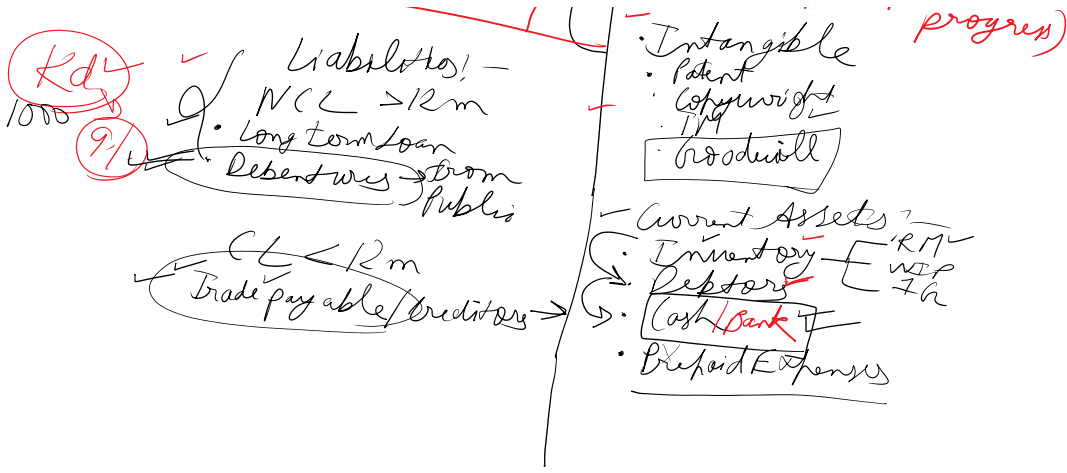 Kd
1000
9%
Liabilities:-
NCL >12m
• Long term Loan
• Debentures → from
Public
CL < 12m
Trade payable/creditors →
progress)
• Intangible
• Patent
• Copywright
• TM
• Goodwill
Current Assets:-
• Inventory
RM
WIP
FG
• Debtors
• Cash/Bank
• Prepaid Expenses